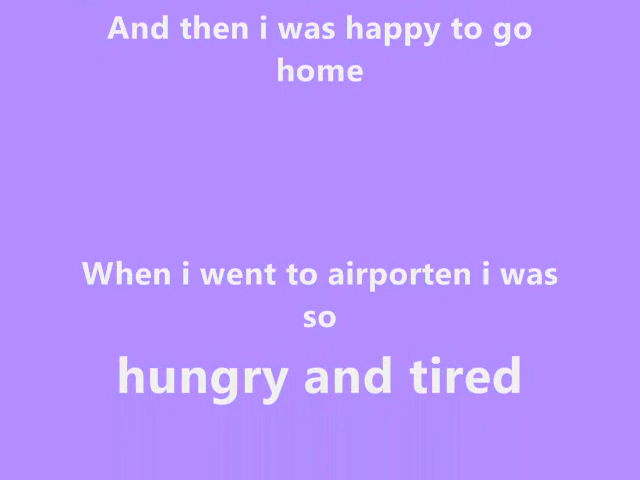 And then i was happy to go
home
When i went to airporten i was
so
hungry and tired